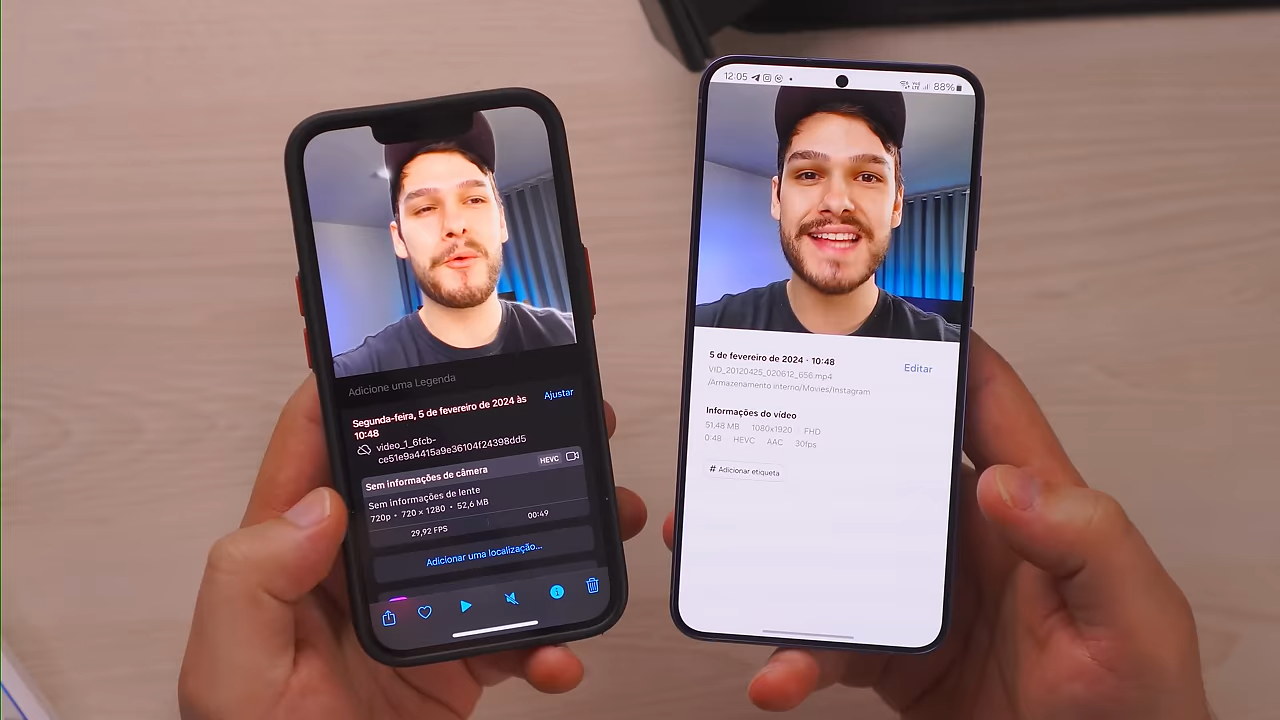 Adicione uma Legenda
Segunda-feira, 5 de fevereiro de 2024 às
10:48
Ajustar
video_1_6fcb-
ce51e9a4415a9e36104f24398dd5
Sem informações de câmera
HEVC
Sem informações de lente
720p • 720 × 1280 • 52,6 MB
29,92 FPS
00:49
Adicionar uma localização...
12:05
88%
5 de fevereiro de 2024 · 10:48
Editar
VID_20120425_020612_656.mp4
/Armazenamento interno/Movies/Instagram
Informações do vídeo
51,48 MB 1080x1920 FHD
0:48 HEVC AAC 30fps
# Adicionar etiqueta